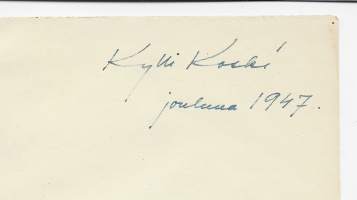 Kylli Koski
jouluna 1947.